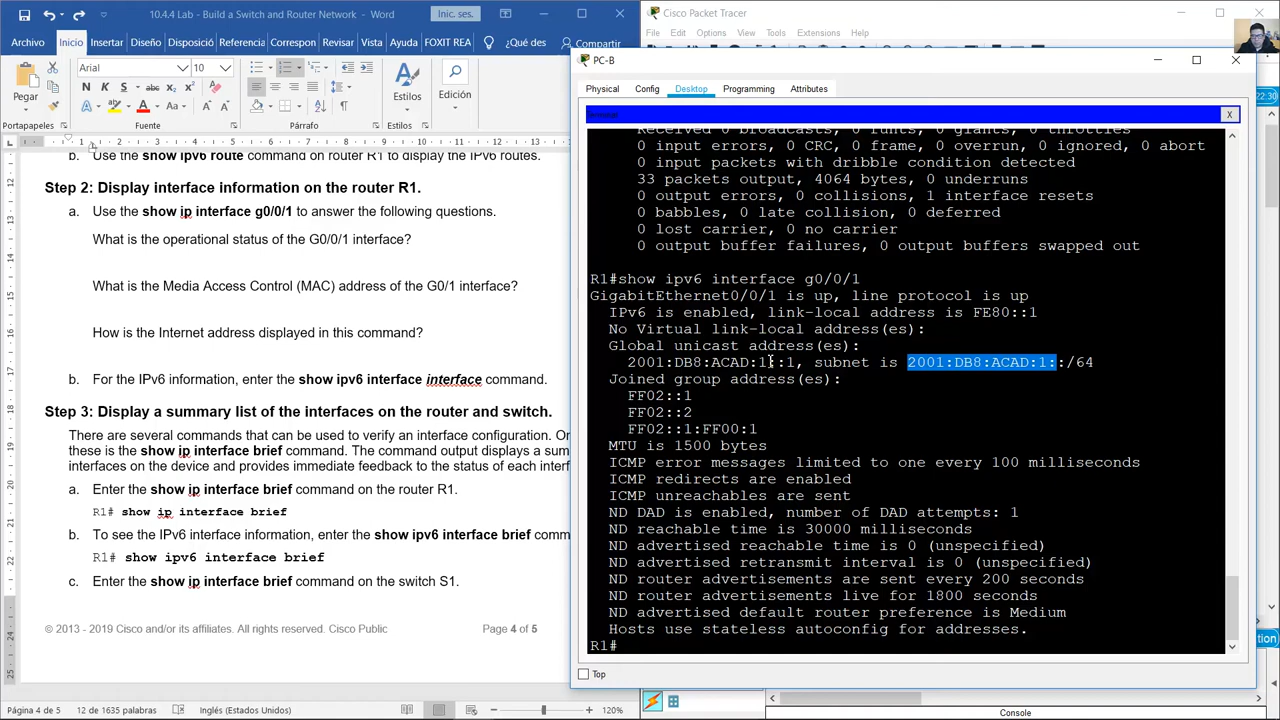 10.4.4 Lab - Build a Switch and Router Network - Word
Inic. ses.
Archivo
Inicio
Insertar
Disposició
Referencia
Correspon
Revisar
Vista
Ayuda
FOXIT REA
¿Qué des
Compartir
Pegar
Arial
10
N K S
Estilos
Edición
Portapapeles
Fuente
Párrafo
Estilos
b. Use the show ipv6 route command on router R1 to display the IPv6 routes.
Step 2: Display interface information on the router R1.
a. Use the show ip interface g0/0/1 to answer the following questions.
What is the operational status of the G0/0/1 interface?
What is the Media Access Control (MAC) address of the G0/1 interface?
How is the Internet address displayed in this command?
b. For the IPv6 information, enter the show ipv6 interface interface command.
Step 3: Display a summary list of the interfaces on the router and switch.
There are several commands that can be used to verify an interface configuration. On
these is the show ip interface brief command. The command output displays a sum
interfaces on the device and provides immediate feedback to the status of each interf
a. Enter the show ip interface brief command on the router R1.
R1# show ip interface brief
b. To see the IPv6 interface information, enter the show ipv6 interface brief comm
R1# show ipv6 interface brief
c. Enter the show ip interface brief command on the switch S1.
© 2013 - 2019 Cisco and/or its affiliates. All rights reserved. Cisco Public
Page 4 of 5
Página 4 de 5
12 de 1635 palabras
Inglés (Estados Unidos)
120%
Cisco Packet Tracer
File Edit Options View Tools Extensions Help
22:30
PC-B
Physical Config Desktop Programming Attributes
Terminal
X
Received 0 broadcasts, 0 runts, 0 giants, 0 throttles
0 input errors, 0 CRC, 0 frame, 0 overrun, 0 ignored, 0 abort
0 input packets with dribble condition detected
33 packets output, 4064 bytes, 0 underruns
0 output errors, 0 collisions, 1 interface resets
0 babbles, 0 late collision, 0 deferred
0 lost carrier, 0 no carrier
0 output buffer failures, 0 output buffers swapped out
R1#show ipv6 interface g0/0/1
GigabitEthernet0/0/1 is up, line protocol is up
IPv6 is enabled, link-local address is FE80::1
No Virtual link-local address(es):
Global unicast address(es):
2001:DB8:ACAD:1::1, subnet is 2001:DB8:ACAD:1::/64
Joined group address(es):
FF02::1
FF02::2
FF02::1:FF00:1
MTU is 1500 bytes
ICMP error messages limited to one every 100 milliseconds
ICMP redirects are enabled
ICMP unreachables are sent
ND DAD is enabled, number of DAD attempts: 1
ND reachable time is 30000 milliseconds
ND advertised reachable time is 0 (unspecified)
ND advertised retransmit interval is 0 (unspecified)
ND router advertisements are sent every 200 seconds
ND router advertisements live for 1800 seconds
ND advertised default router preference is Medium
Hosts use stateless autoconfig for addresses.
R1#
Top
tion
Console